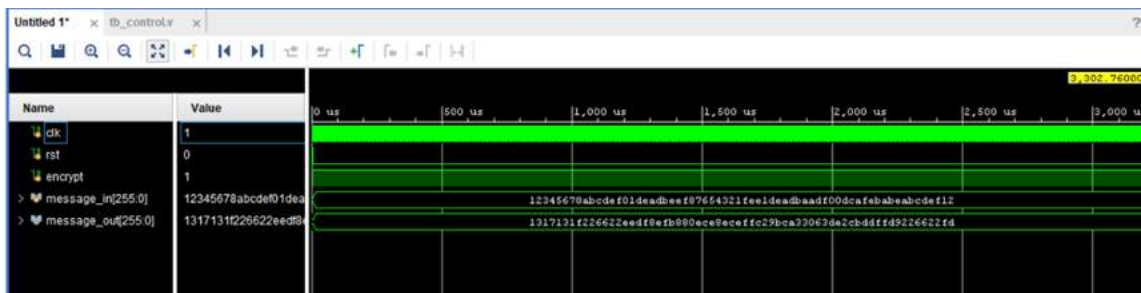 Untitled 1* × tb_control.v × ?
3,302.76000
Name Value 0 us 500 us 1,000 us 1,500 us 2,000 us 2,500 us 3,000 u
clk 1
rst 0
encrypt 1
message_in[255:0] 12345678abcdef01dea 12345678abcdef01deadbeef87654321fee1deadbaadf00dcafebabeabcdef12
message_out[255:0] 1317131f226622eedf8e 1317131f226622eedf8efb880ece8eceffc29bca33063de2cbddffd9226622fd